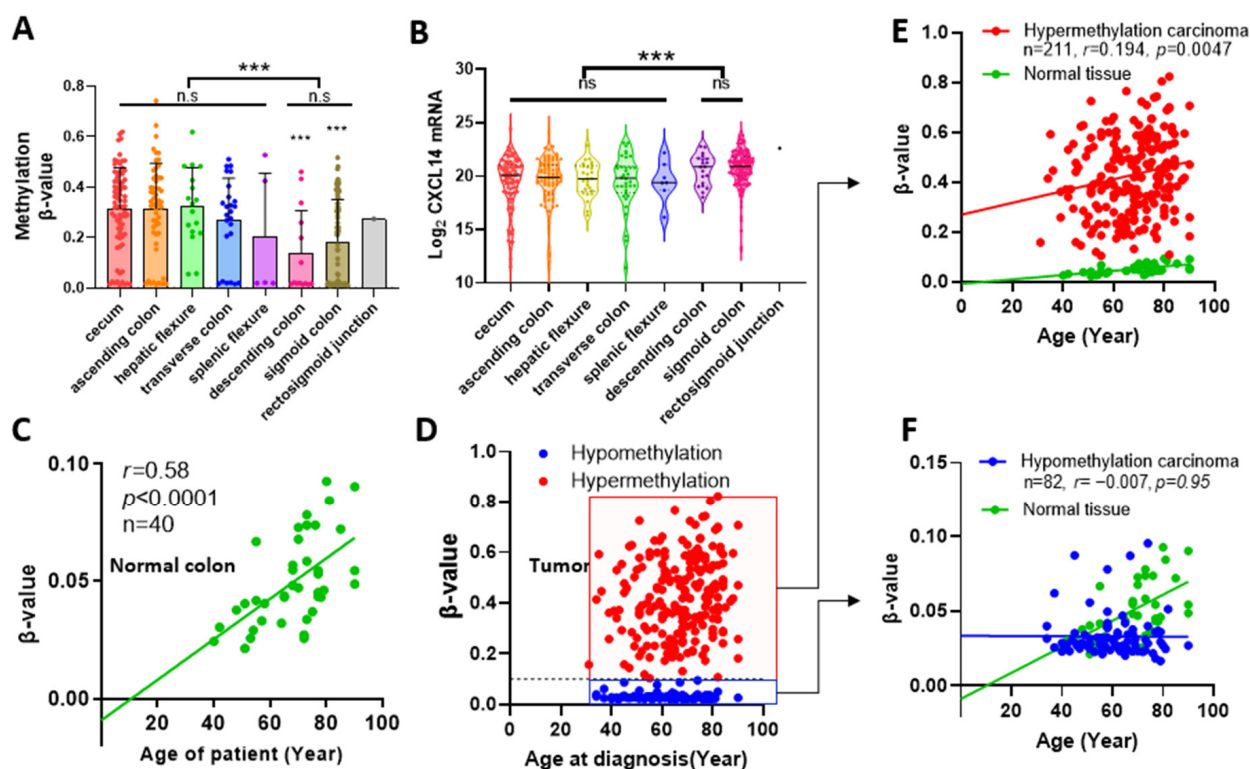 A
Methylation
β-value
0.8
0.6
0.4
0.2
0.0
***
n.s
n.s
***
***
cecum
ascending colon
hepatic flexure
transverse colon
splenic flexure
descending colon
sigmoid colon
rectosigmoid junction
B
Log2 CXCL14 mRNA
30
25
20
15
10
***
ns
ns
cecum
ascending colon
hepatic flexure
transverse colon
splenic flexure
descending colon
sigmoid colon
rectosigmoid junction
E
Hypermethylation carcinoma
n=211, r=0.194, p=0.0047
Normal tissue
β-value
1.0
0.8
0.6
0.4
0.2
0.0
0 20 40 60 80 100
Age (Year)
C
r=0.58
p<0.0001
n=40
Normal colon
β-value
0.10
0.05
0.00
20 40 60 80 100
Age of patient (Year)
D
Hypomethylation
Hypermethylation
Tumor
β-value
1.0
0.8
0.6
0.4
0.2
0.0
0 20 40 60 80 100
Age at diagnosis(Year)
F
Hypomethylation carcinoma
n=82, r= −0.007, p=0.95
Normal tissue
β-value
0.15
0.10
0.05
0.00
20 40 60 80 100
Age (Year)